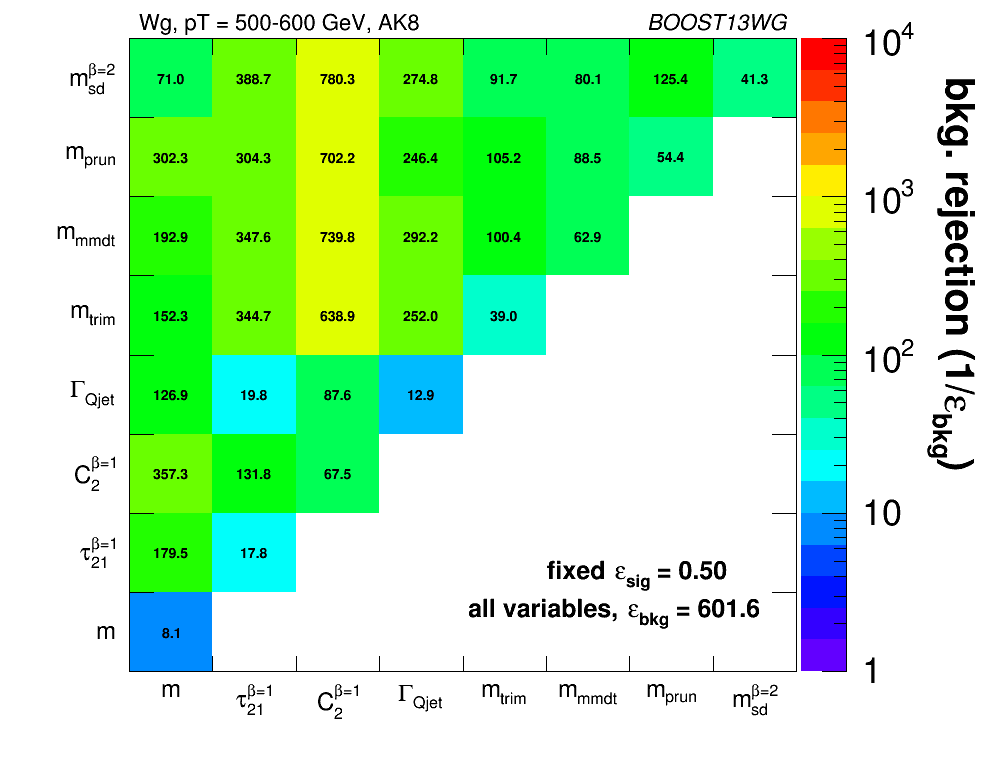 Wg, pT = 500-600 GeV, AK8 BOOST13WG
m_sd^β=2 71.0 388.7 780.3 274.8 91.7 80.1 125.4 41.3
m_prun 302.3 304.3 702.2 246.4 105.2 88.5 54.4
m_mmdt 192.9 347.6 739.8 292.2 100.4 62.9
m_trim 152.3 344.7 638.9 252.0 39.0
Γ_Qjet 126.9 19.8 87.6 12.9
C_2^β=1 357.3 131.8 67.5
τ_21^β=1 179.5 17.8
m 8.1
fixed ε_sig = 0.50
all variables, ε_bkg = 601.6
m τ_21^β=1 C_2^β=1 Γ_Qjet m_trim m_mmdt m_prun m_sd^β=2
10^4
10^3
10^2
10
1
bkg. rejection (1/ε_bkg)